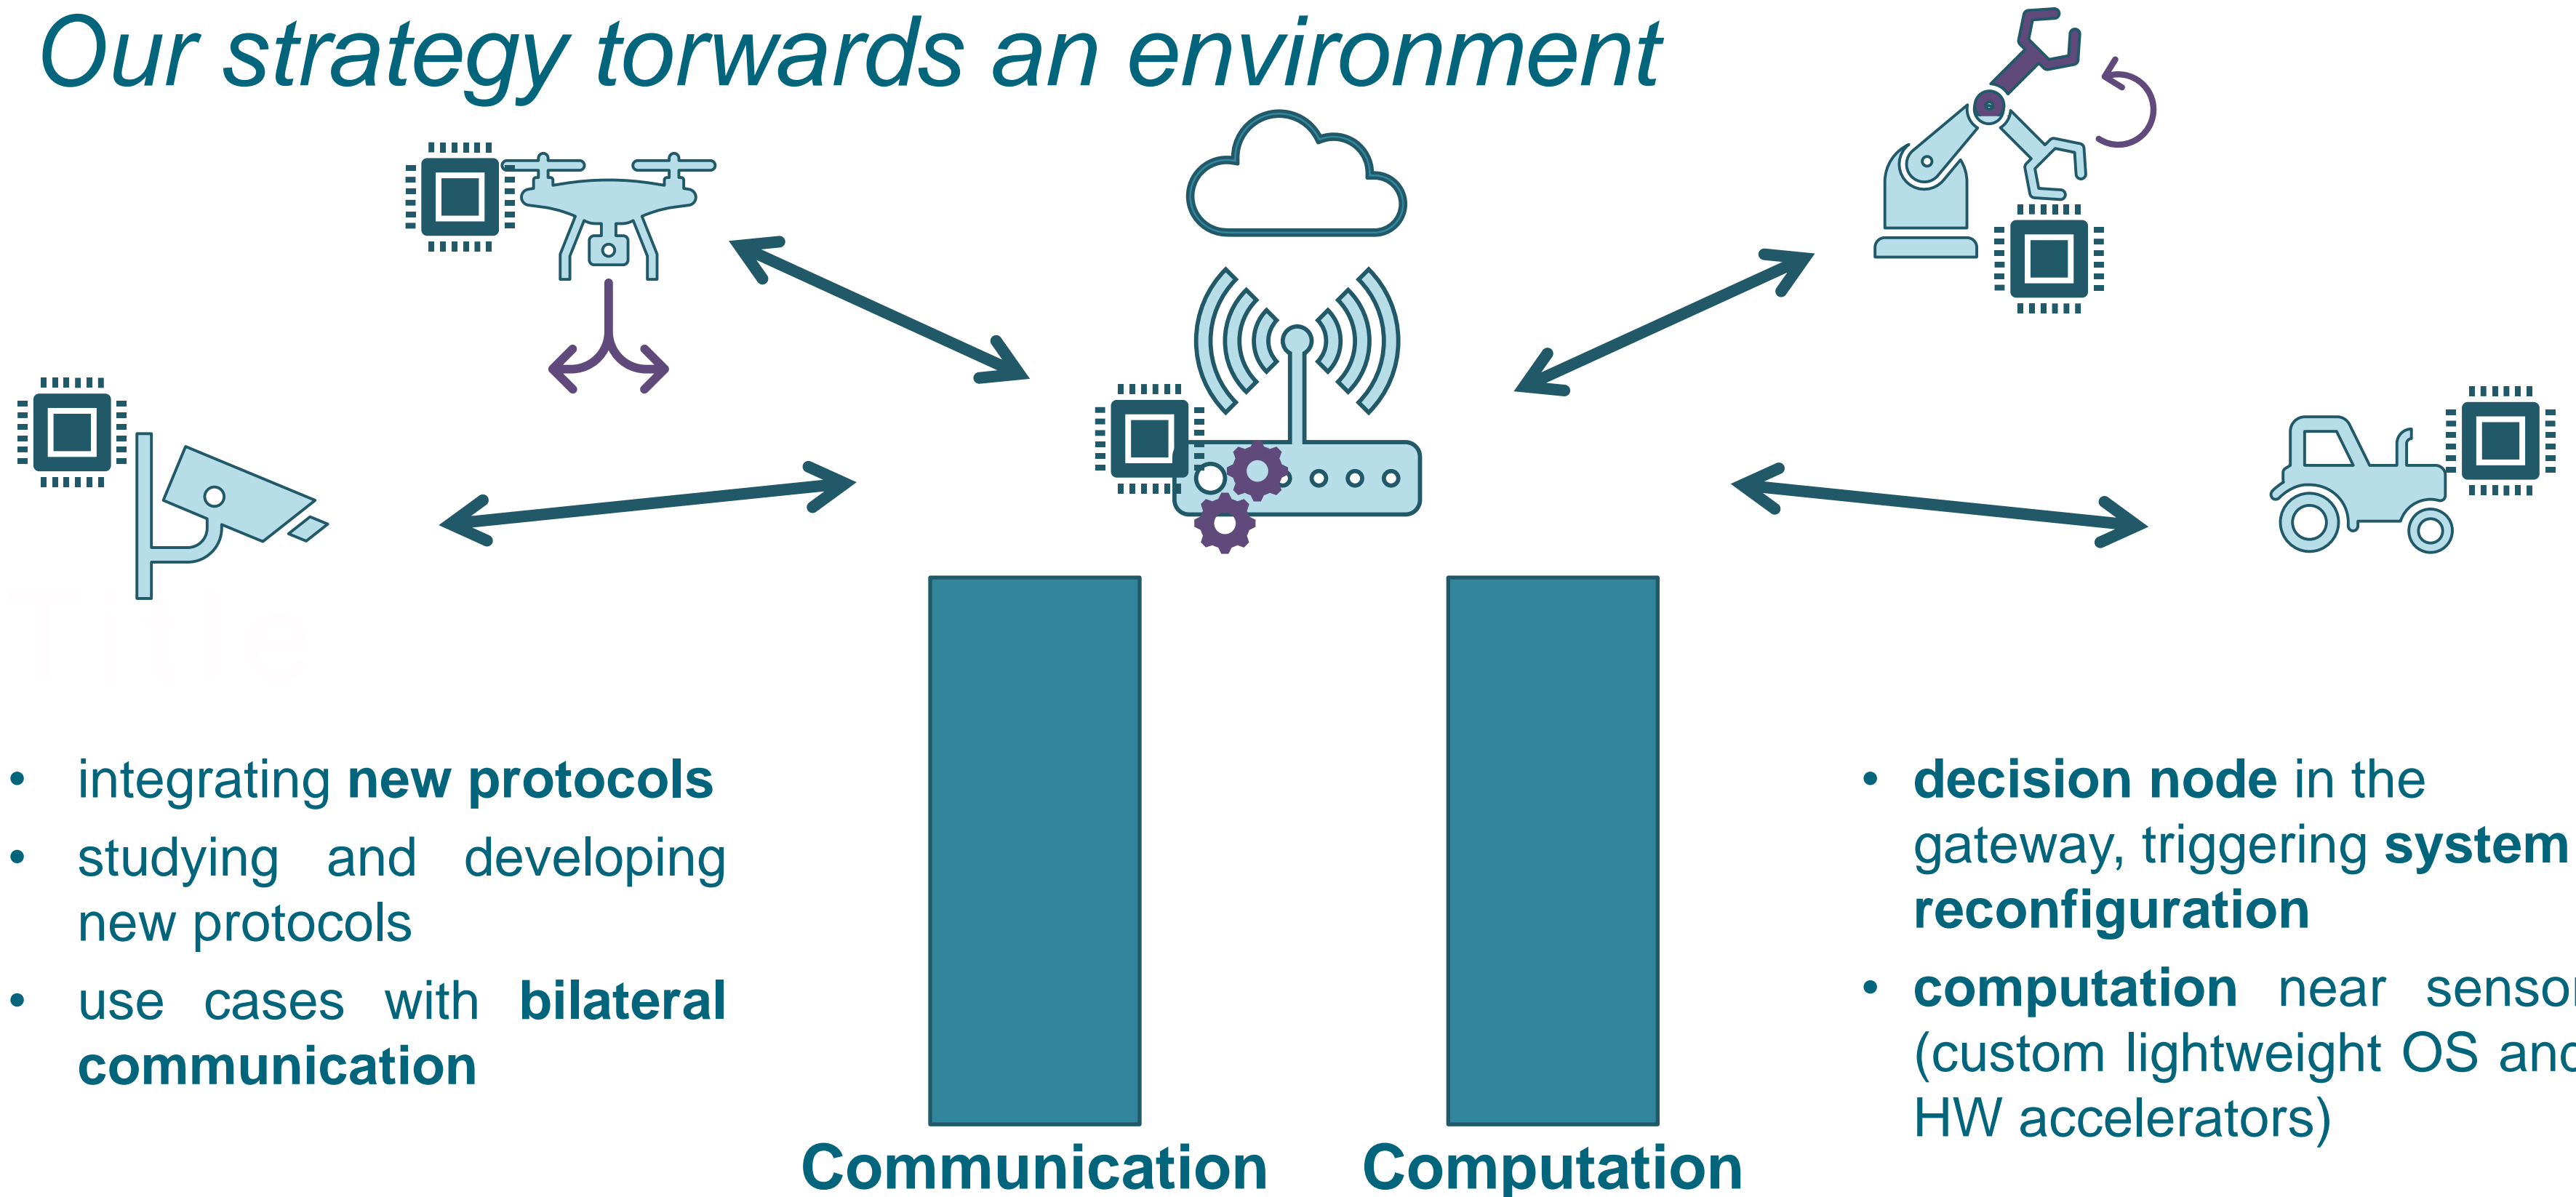 Our strategy torwards an environment
• integrating new protocols
• studying and developing
new protocols
• use cases with bilateral
communication
• decision node in the
gateway, triggering system
reconfiguration
• computation near sensor
(custom lightweight OS and
HW accelerators)
Communication
Computation